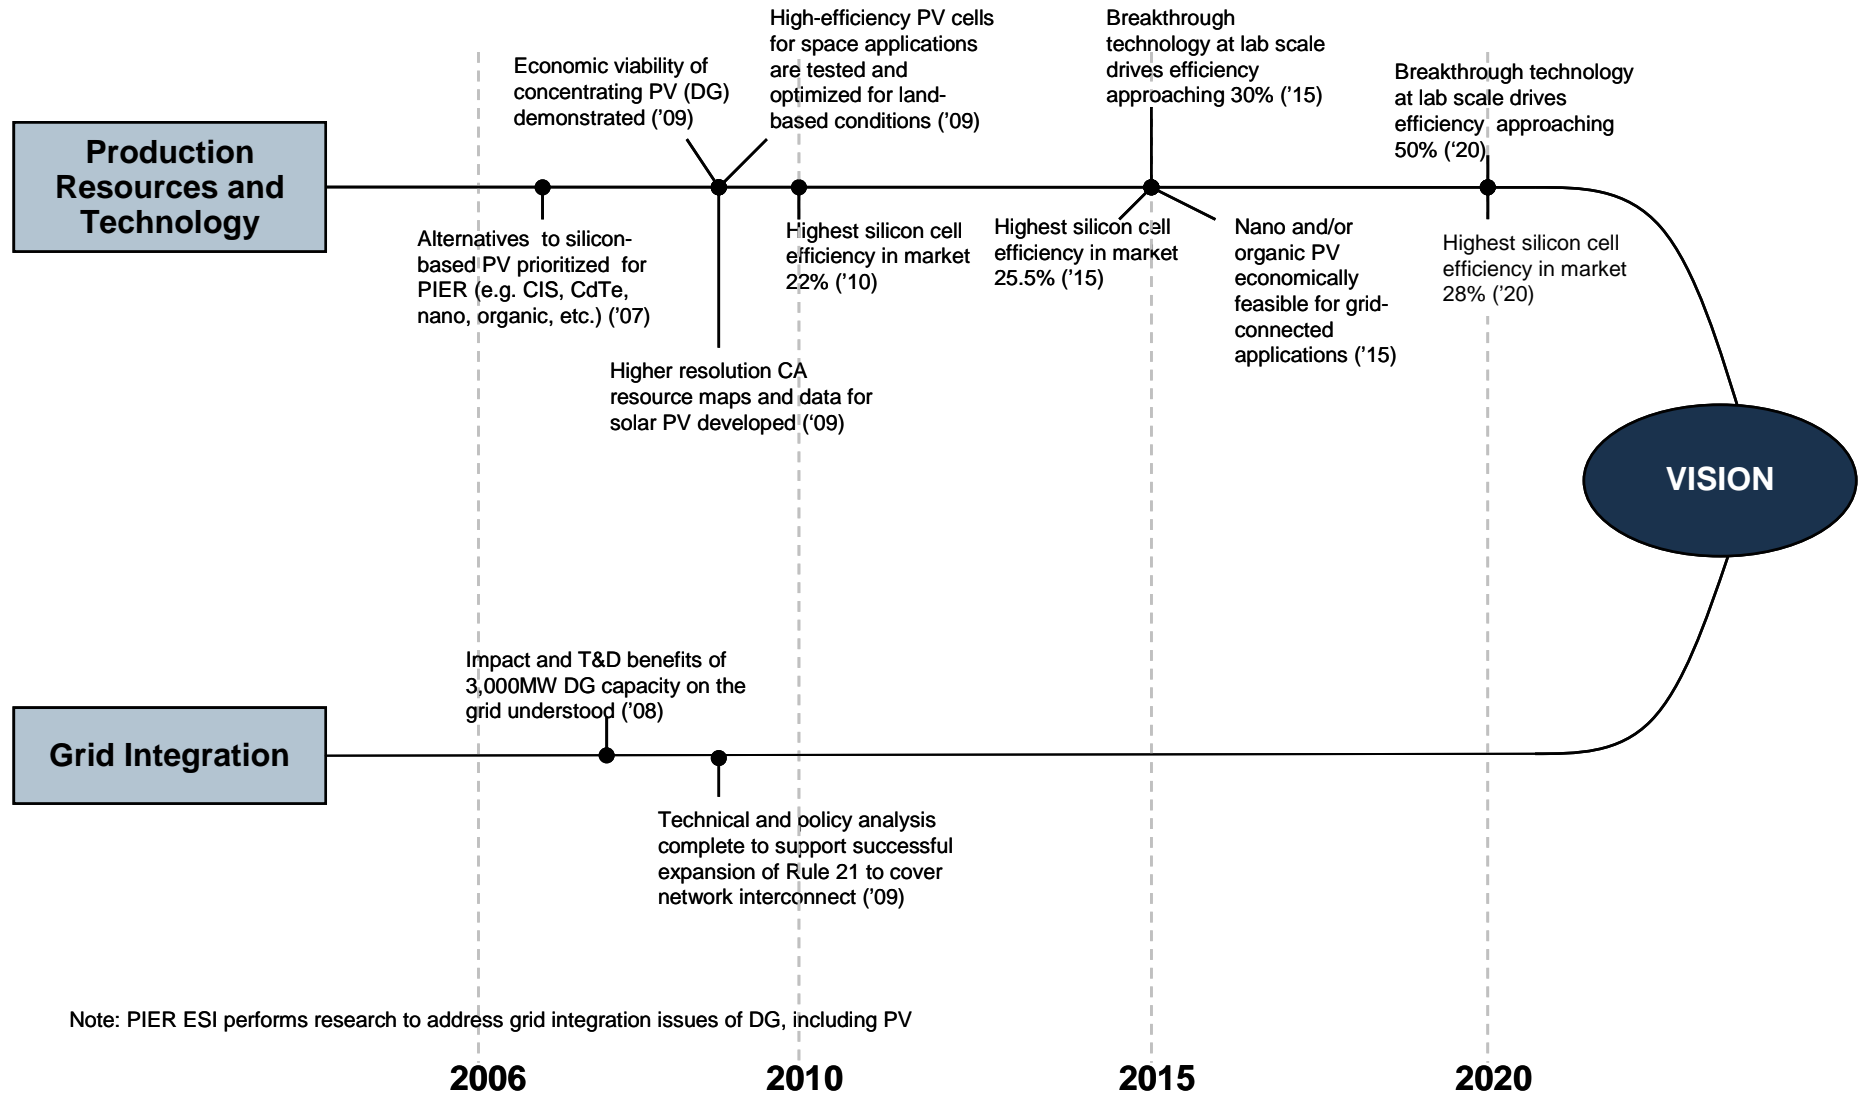 High-efficiency PV cells
for space applications
are tested and
optimized for land-
based conditions (’09)
Breakthrough
technology at lab scale
drives efficiency
approaching 30% (’15)
Economic viability of
concentrating PV (DG)
demonstrated (’09)
Breakthrough technology
at lab scale drives
efficiency  approaching
50% (‘20)
Production
Resources and
Technology
Alternatives  to silicon-
based PV prioritized  for
PIER (e.g. CIS, CdTe,
nano, organic, etc.) (’07)
Highest silicon cell
efficiency in market
22% (’10)
Highest silicon cell
efficiency in market
25.5% (’15)
Nano and/or
organic PV
economically
feasible for grid-
connected
applications (’15)
Highest silicon cell
efficiency in market
28% (’20)
Higher resolution CA
resource maps and data for
solar PV developed (‘09)
VISION
Impact and T&D benefits of
3,000MW DG capacity on the
grid understood (’08)
Grid Integration
Technical and policy analysis
complete to support successful
expansion of Rule 21 to cover
network interconnect (’09)
Note: PIER ESI performs research to address grid integration issues of DG, including PV
2006
2010
2015
2020